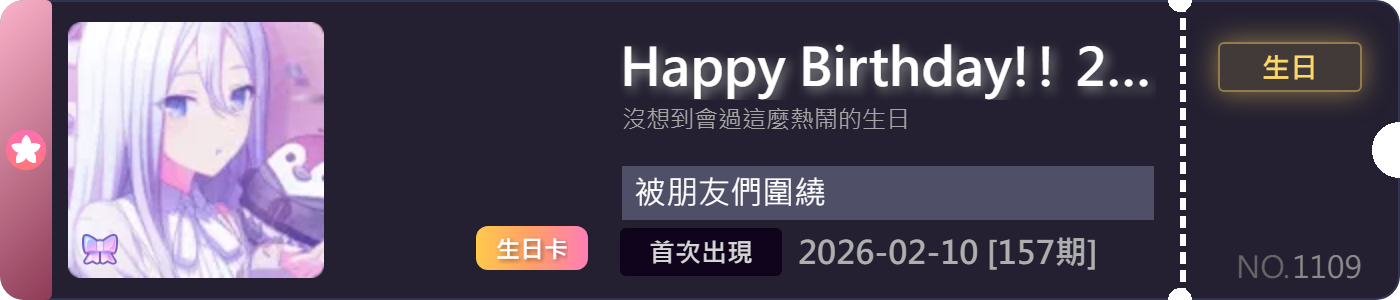 Happy Birthday!! 2...
沒想到會過這麼熱鬧的生日
被朋友們圍繞
生日卡
首次出現
2026-02-10 [157期]
生日
NO.1109